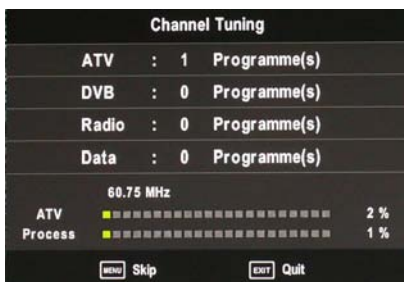 Channel Tuning
ATV : 1 Programme(s)
DVB : 0 Programme(s)
Radio : 0 Programme(s)
Data : 0 Programme(s)
60.75 MHz
ATV 2 %
Process 1 %
MENU Skip EXIT Quit